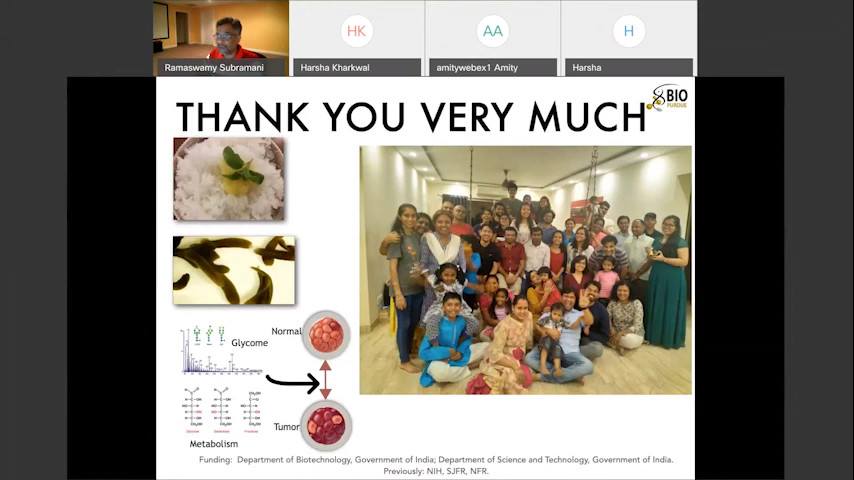 HK
AA
H
Ramaswamy Subramani
Harsha Kharkwal
amitywebex1 Amity
Harsha
THANK YOU VERY MUCH
BIO
PURDUE
Normal
Glycome
Tumor
Metabolism
Funding: Department of Biotechnology, Government of India; Department of Science and Technology, Government of India.
Previously: NIH, SJFR, NFR.